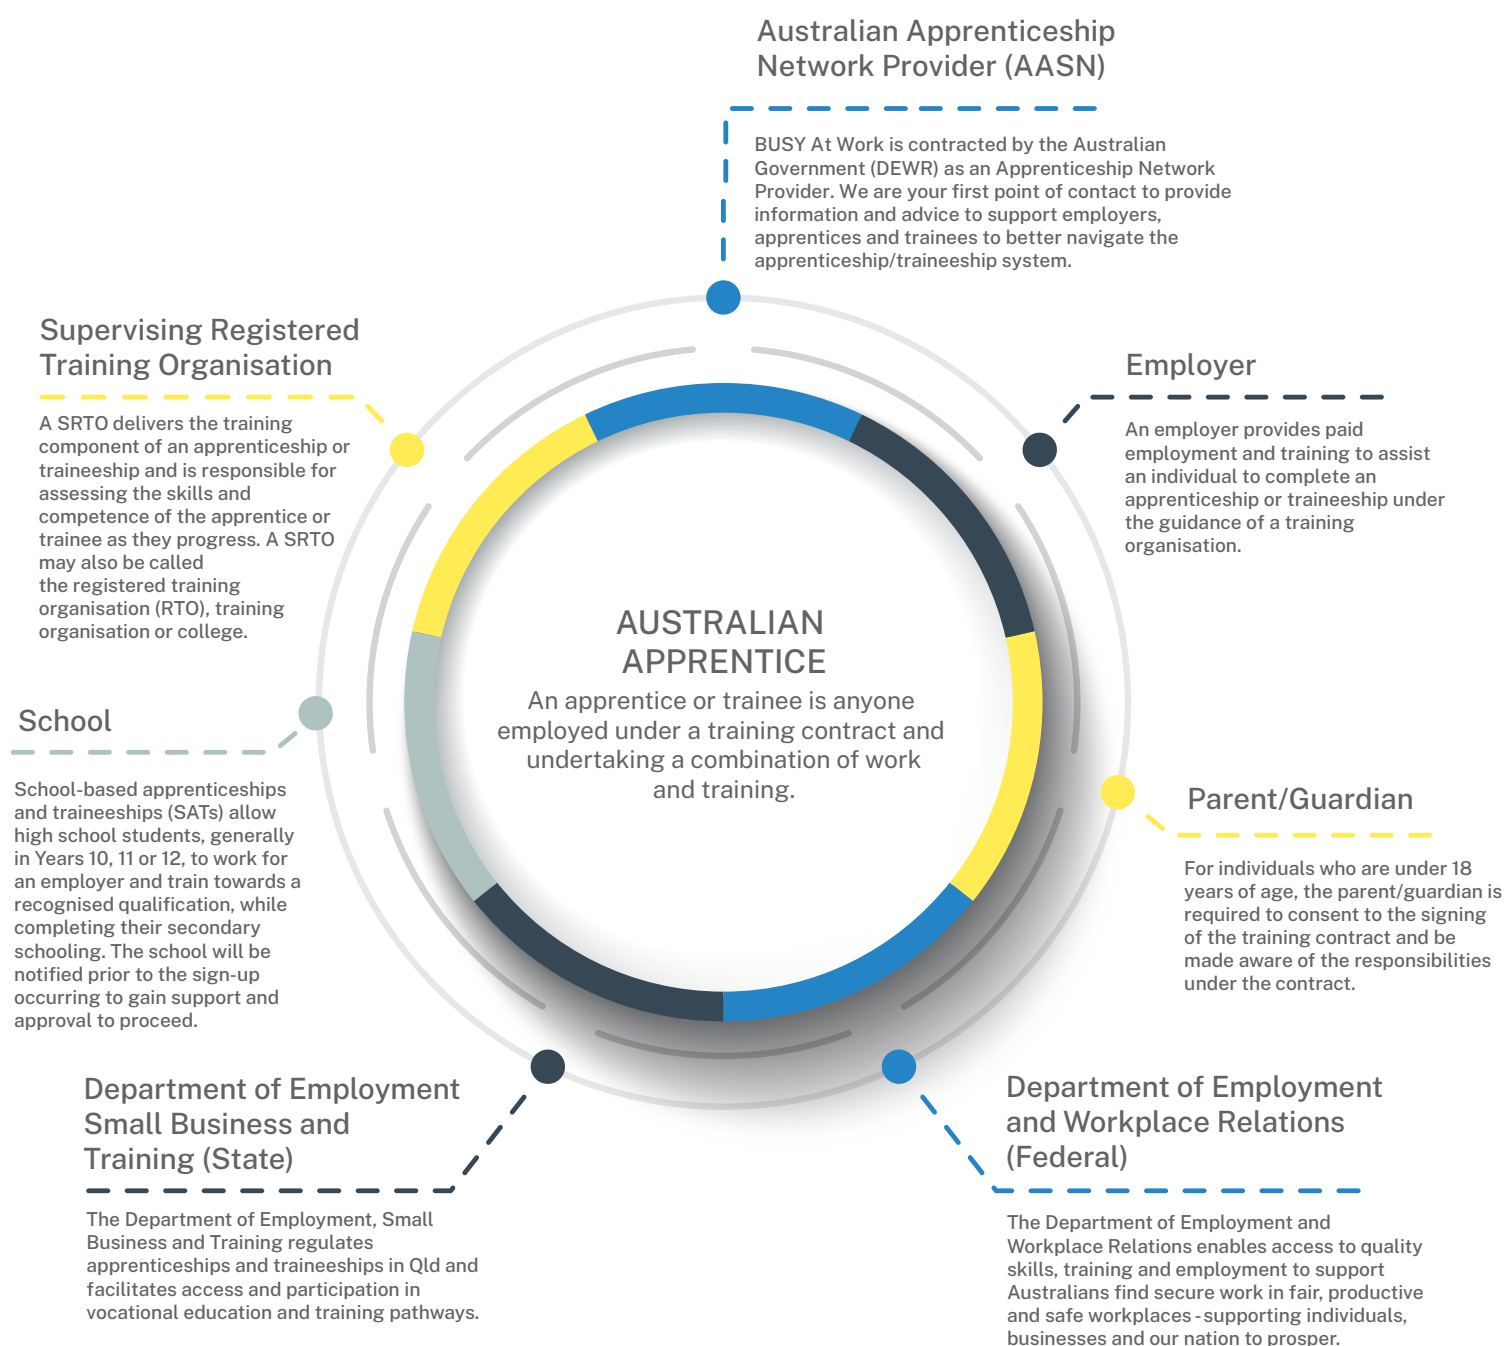 Australian Apprenticeship
Network Provider (AASN)
BUSY At Work is contracted by the Australian
Government (DEWR) as an Apprenticeship Network
Provider. We are your first point of contact to provide
information and advice to support employers,
apprentices and trainees to better navigate the
apprenticeship/traineeship system.
Supervising Registered
Training Organisation
A SRTO delivers the training
component of an apprenticeship or
traineeship and is responsible for
assessing the skills and
competence of the apprentice or
trainee as they progress. A SRTO
may also be called
the registered training
organisation (RTO), training
organisation or college.
Employer
An employer provides paid
employment and training to assist
an individual to complete an
apprenticeship or traineeship under
the guidance of a training
organisation.
AUSTRALIAN
APPRENTICE
An apprentice or trainee is anyone
employed under a training contract and
undertaking a combination of work
and training.
School
School-based apprenticeships
and traineeships (SATs) allow
high school students, generally
in Years 10, 11 or 12, to work for
an employer and train towards a
recognised qualification, while
completing their secondary
schooling. The school will be
notified prior to the sign-up
occurring to gain support and
approval to proceed.
Parent/Guardian
For individuals who are under 18
years of age, the parent/guardian is
required to consent to the signing
of the training contract and be
made aware of the responsibilities
under the contract.
Department of Employment
Small Business and
Training (State)
The Department of Employment, Small
Business and Training regulates
apprenticeships and traineeships in Qld and
facilitates access and participation in
vocational education and training pathways.
Department of Employment
and Workplace Relations
(Federal)
The Department of Employment and
Workplace Relations enables access to quality
skills, training and employment to support
Australians find secure work in fair, productive
and safe workplaces - supporting individuals,
businesses and our nation to prosper.